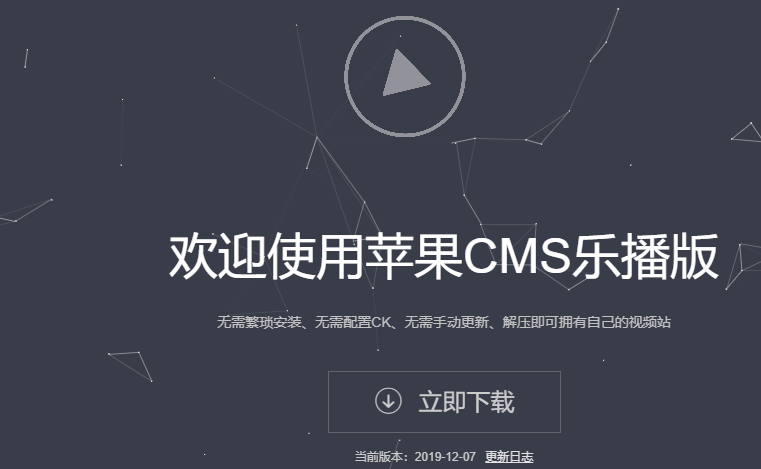 欢迎使用苹果CMS乐播版
无需繁琐安装、无需配置CK、无需手动更新、解压即可拥有自己的视频站
立即下载
当前版本：2019-12-07 更新日志